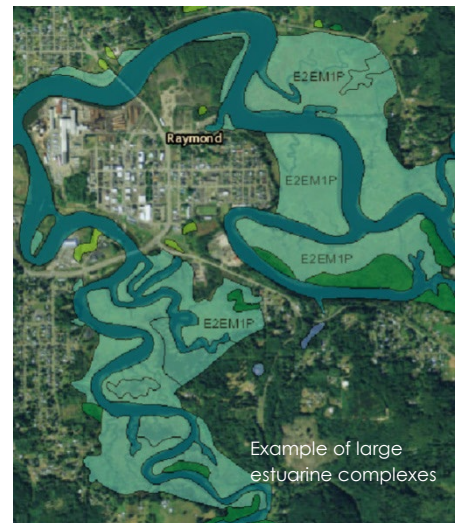 E2EM1P
Raymond
E2EM1P
E2EM1P
E2EM1P
Example of large
estuarine complexes